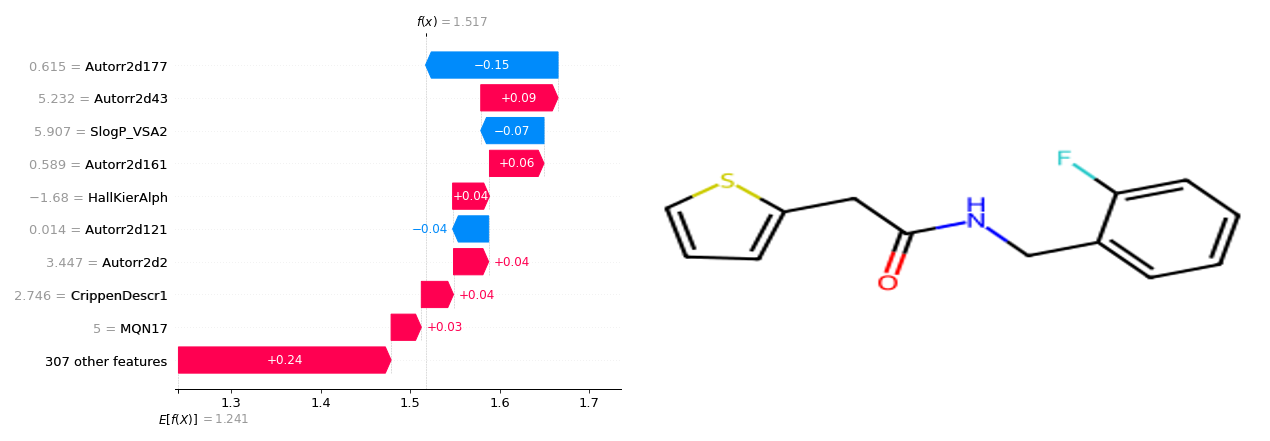 f(x) = 1.517
0.615 = Autorr2d177
−0.15
5.232 = Autorr2d43
+0.09
5.907 = SlogP_VSA2
−0.07
0.589 = Autorr2d161
+0.06
−1.68 = HallKierAlph
+0.04
0.014 = Autorr2d121
−0.04
3.447 = Autorr2d2
+0.04
2.746 = CrippenDescr1
+0.04
5 = MQN17
+0.03
307 other features
+0.24
1.3 1.4 1.5 1.6 1.7
E[f(X)] = 1.241
F
S
H
N
O